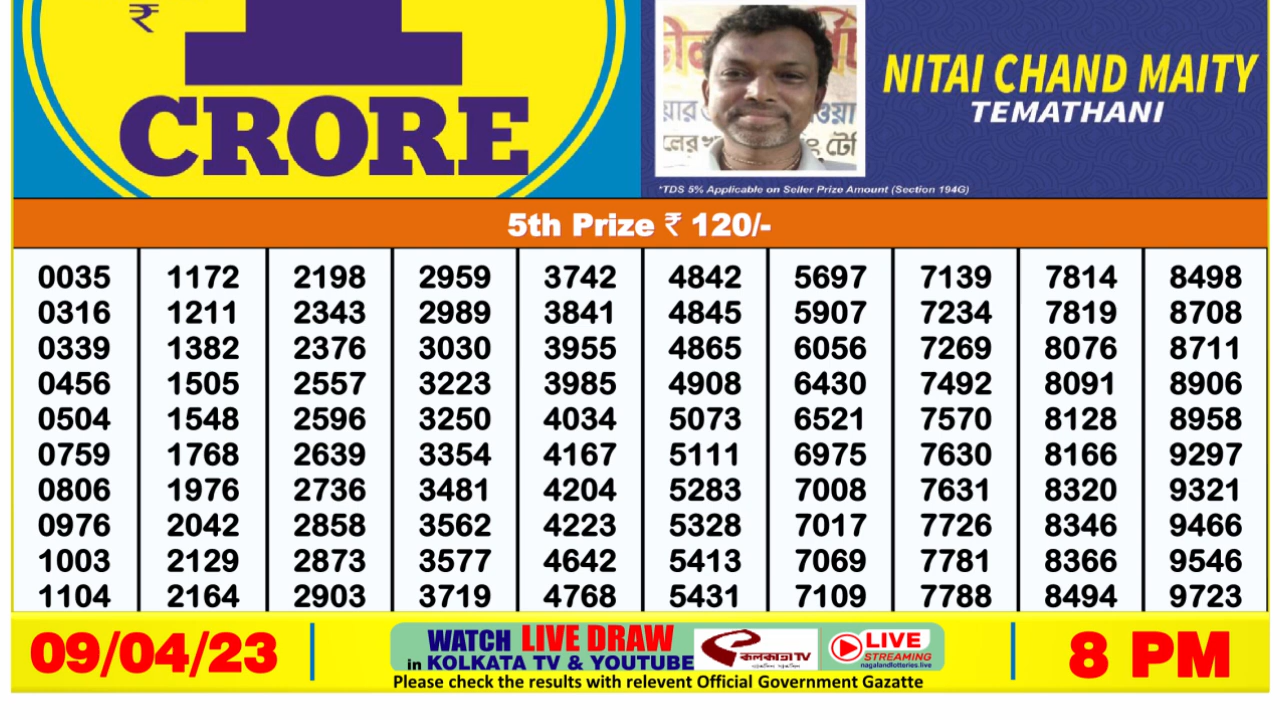 ₹ 1
CRORE
NITAI CHAND MAITY
TEMATHANI
*TDS 5% Applicable on Seller Prize Amount (Section 194G)
5th Prize ₹ 120/-
0035 1172 2198 2959 3742 4842 5697 7139 7814 8498
0316 1211 2343 2989 3841 4845 5907 7234 7819 8708
0339 1382 2376 3030 3955 4865 6056 7269 8076 8711
0456 1505 2557 3223 3985 4908 6430 7492 8091 8906
0504 1548 2596 3250 4034 5073 6521 7570 8128 8958
0759 1768 2639 3354 4167 5111 6975 7630 8166 9297
0806 1976 2736 3481 4204 5283 7008 7631 8320 9321
0976 2042 2858 3562 4223 5328 7017 7726 8346 9466
1003 2129 2873 3577 4642 5413 7069 7781 8366 9546
1104 2164 2903 3719 4768 5431 7109 7788 8494 9723
09/04/23
WATCH LIVE DRAW
in KOLKATA TV & YOUTUBE
কলকাতা TV
LIVE
STREAMING
nagalandlotteries.live
8 PM
Please check the results with relevent Official Government Gazatte